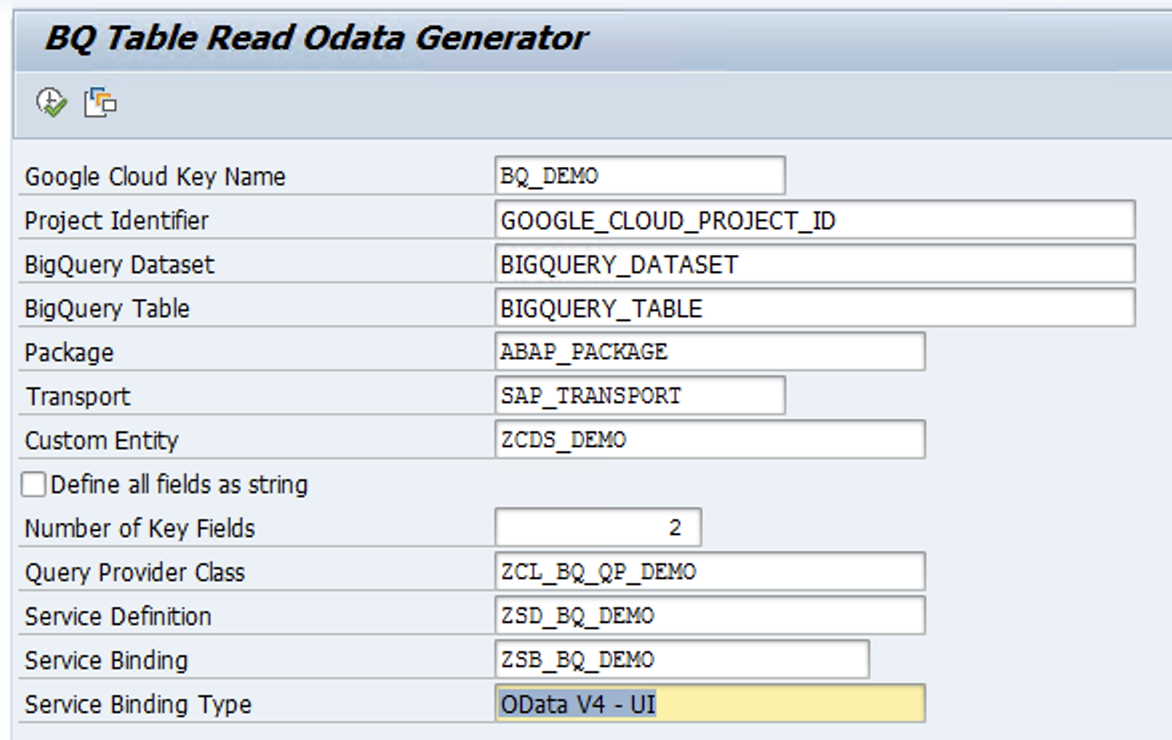 BQ Table Read Odata Generator
Google Cloud Key Name BQ_DEMO
Project Identifier GOOGLE_CLOUD_PROJECT_ID
BigQuery Dataset BIGQUERY_DATASET
BigQuery Table BIGQUERY_TABLE
Package ABAP_PACKAGE
Transport SAP_TRANSPORT
Custom Entity ZCDS_DEMO
Define all fields as string
Number of Key Fields 2
Query Provider Class ZCL_BQ_QP_DEMO
Service Definition ZSD_BQ_DEMO
Service Binding ZSB_BQ_DEMO
Service Binding Type OData V4 - UI